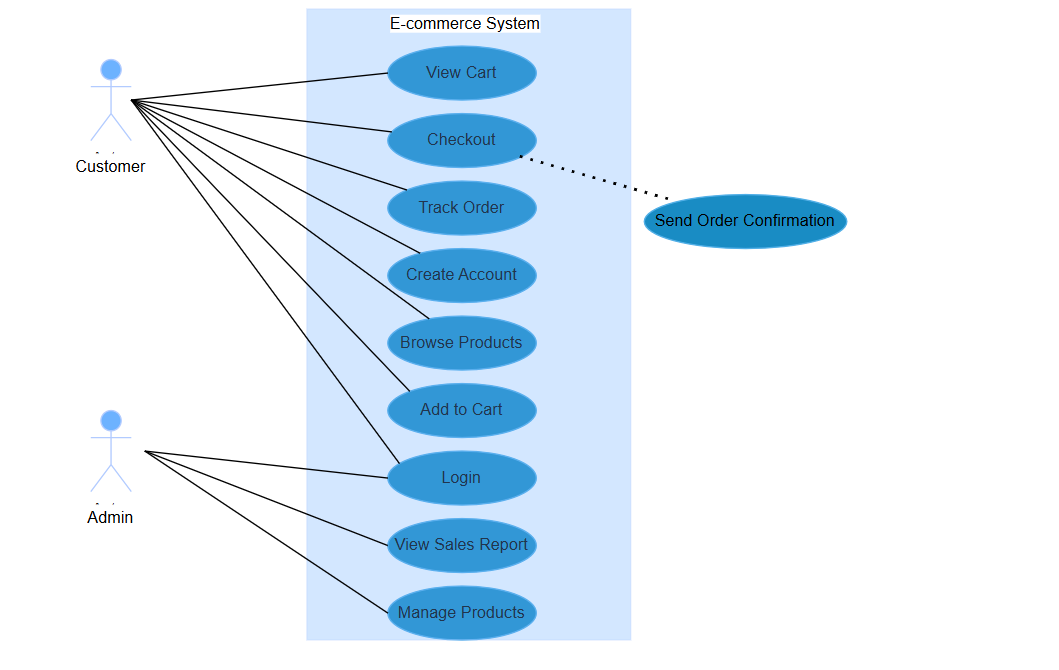 E-commerce System
View Cart
Checkout
Customer
Track Order
Send Order Confirmation
Create Account
Browse Products
Add to Cart
Login
Admin
View Sales Report
Manage Products